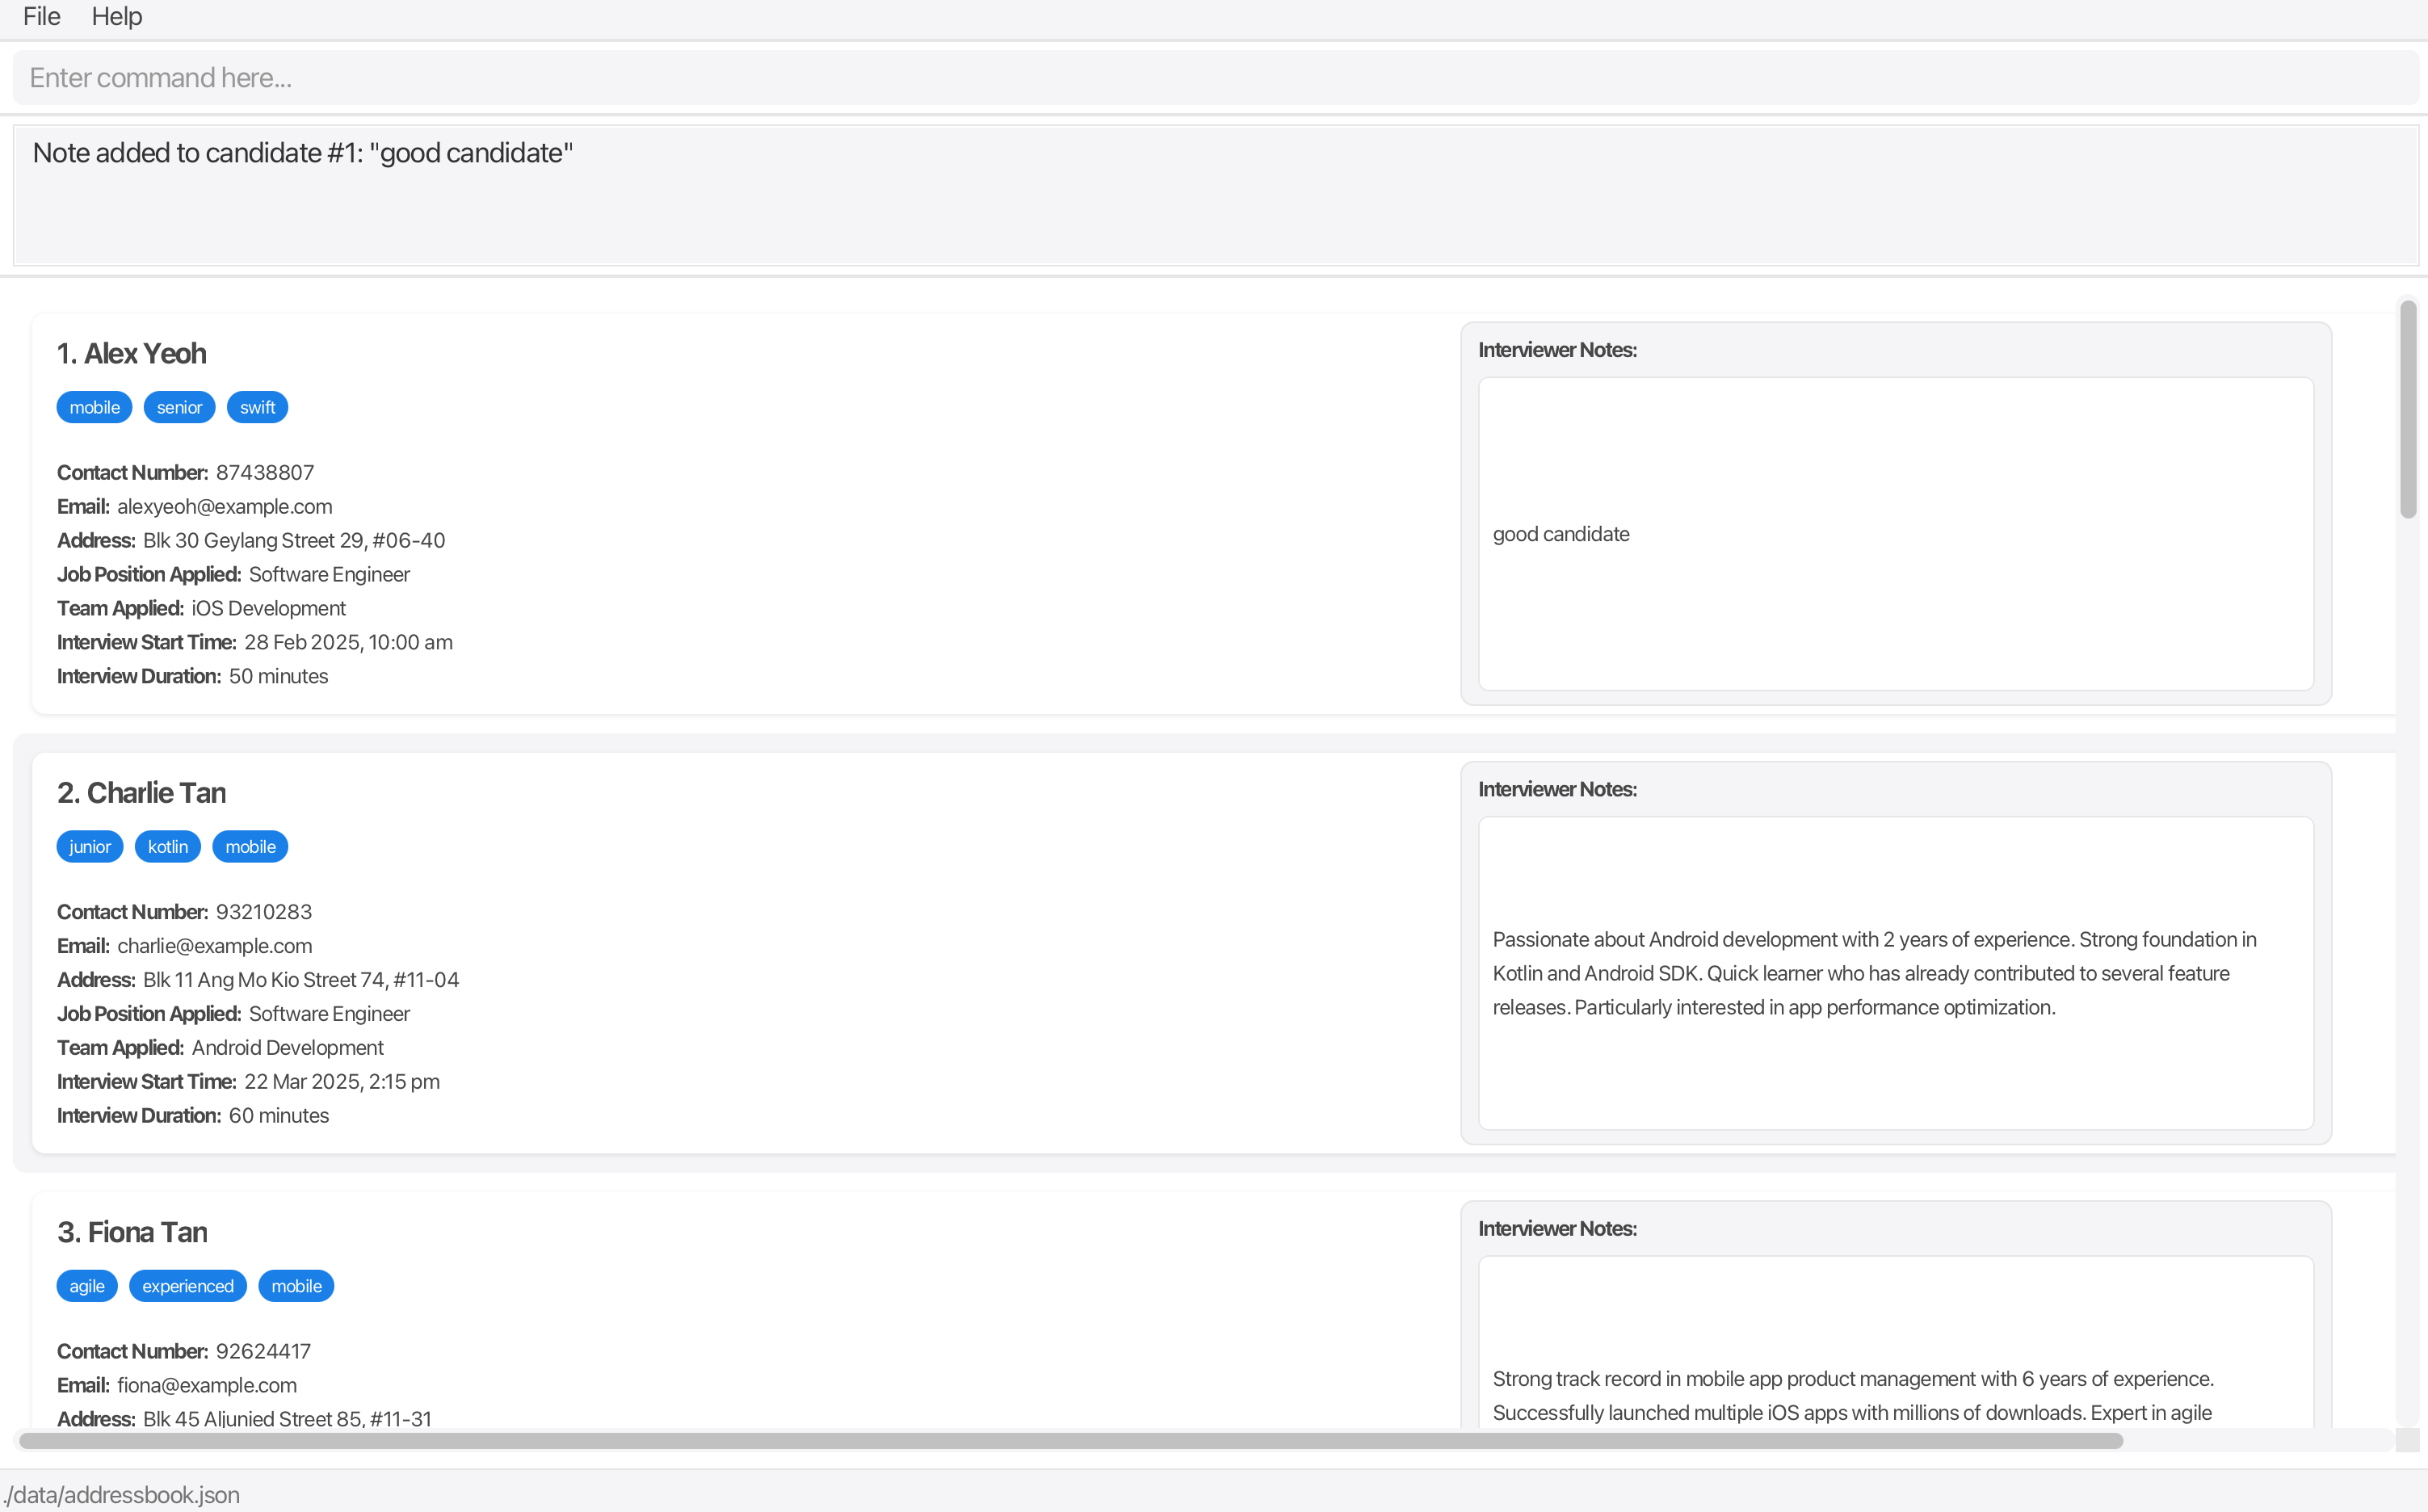 File Help
Enter command here...
Note added to candidate #1: "good candidate"
1. Alex Yeoh
mobile senior swift
Contact Number: 87438807
Email: alexyeoh@example.com
Address: Blk 30 Geylang Street 29, #06-40
Job Position Applied: Software Engineer
Team Applied: iOS Development
Interview Start Time: 28 Feb 2025, 10:00 am
Interview Duration: 50 minutes
Interviewer Notes:
good candidate
2. Charlie Tan
junior kotlin mobile
Contact Number: 93210283
Email: charlie@example.com
Address: Blk 11 Ang Mo Kio Street 74, #11-04
Job Position Applied: Software Engineer
Team Applied: Android Development
Interview Start Time: 22 Mar 2025, 2:15 pm
Interview Duration: 60 minutes
Interviewer Notes:
Passionate about Android development with 2 years of experience. Strong foundation in
Kotlin and Android SDK. Quick learner who has already contributed to several feature
releases. Particularly interested in app performance optimization.
3. Fiona Tan
agile experienced mobile
Contact Number: 92624417
Email: fiona@example.com
Address: Blk 45 Aljunied Street 85, #11-31
Interviewer Notes:
Strong track record in mobile app product management with 6 years of experience.
Successfully launched multiple iOS apps with millions of downloads. Expert in agile
./data/addressbook.json